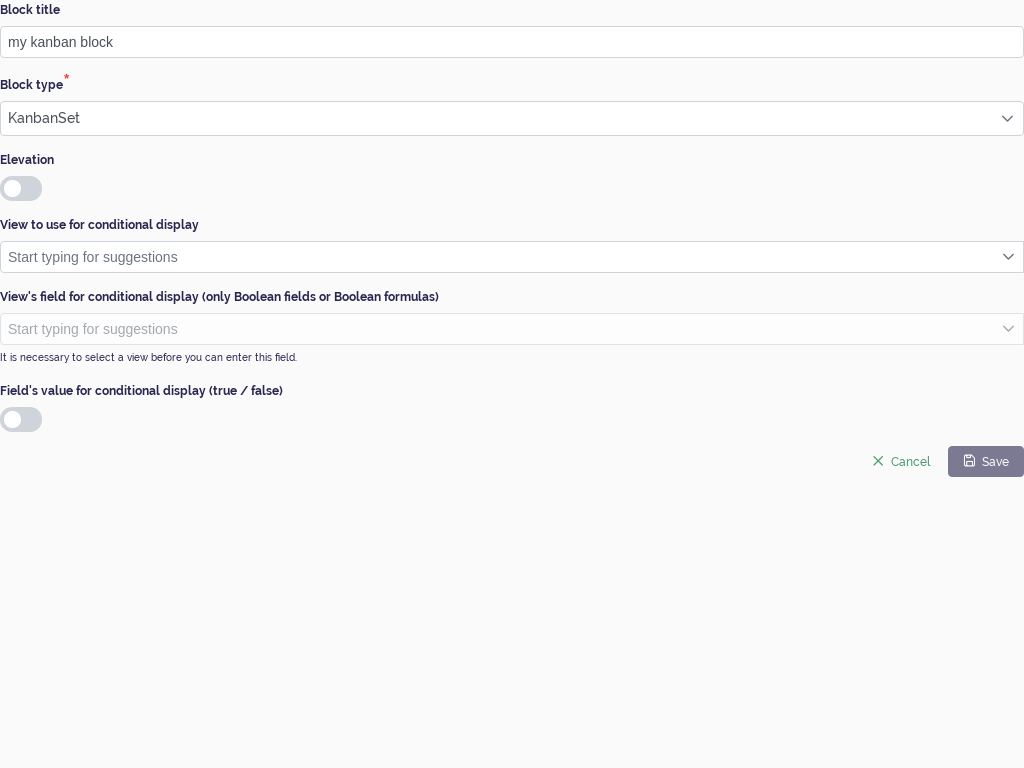 Block title
my kanban block
Block type*
KanbanSet
Elevation
View to use for conditional display
Start typing for suggestions
View's field for conditional display (only Boolean fields or Boolean formulas)
Start typing for suggestions
It is necessary to select a view before you can enter this field.
Field's value for conditional display (true / false)
Cancel Save